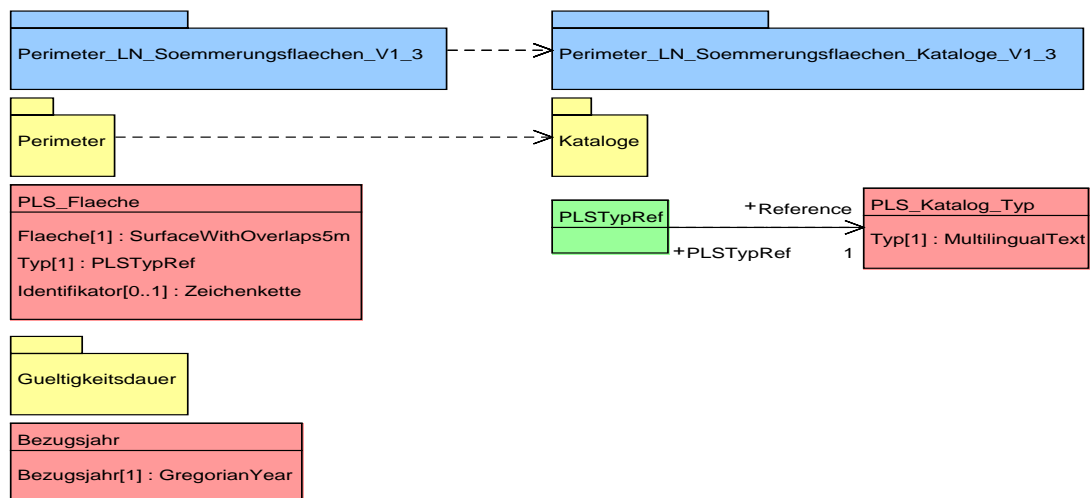 Perimeter_LN_Soemmerungsflaechen_V1_3
Perimeter_LN_Soemmerungsflaechen_Kataloge_V1_3
Perimeter
Kataloge
PLS_Flaeche
Flaeche[1] : SurfaceWithOverlaps5m
Typ[1] : PLSTypRef
Identifikator[0..1] : Zeichenkette
PLSTypRef
+Reference
+PLSTypRef
1
PLS_Katalog_Typ
Typ[1] : MultilingualText
Gueltigkeitsdauer
Bezugsjahr
Bezugsjahr[1] : GregorianYear